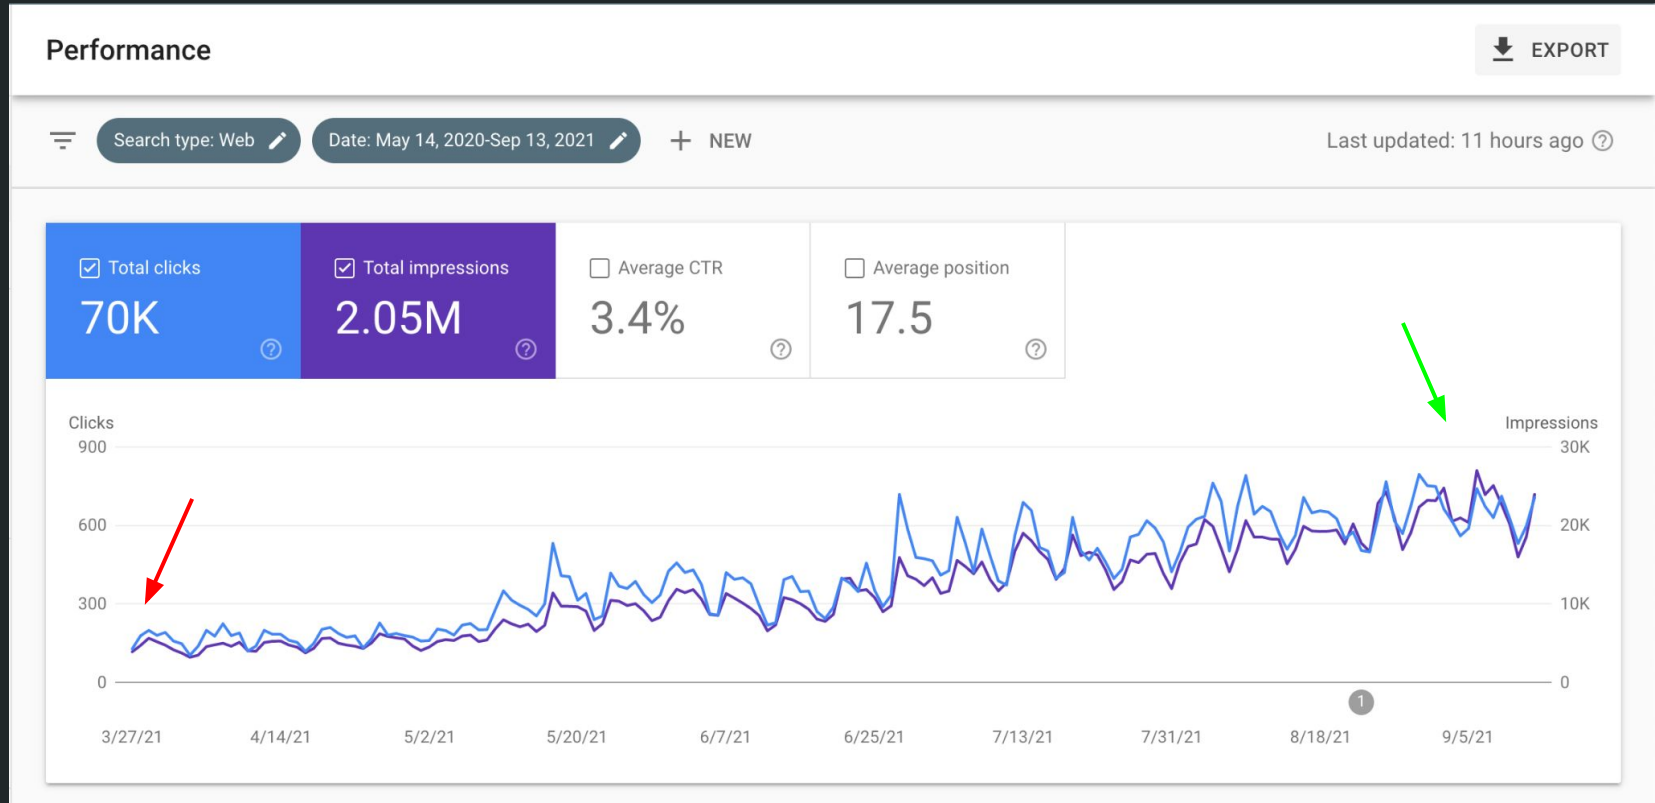 Performance
EXPORT
Search type: Web
Date: May 14, 2020-Sep 13, 2021
NEW
Last updated: 11 hours ago
Total clicks
70K
Total impressions
2.05M
Average CTR
3.4%
Average position
17.5
Clicks
Impressions
900
30K
600
20K
300
10K
0
0
1
3/27/21 4/14/21 5/2/21 5/20/21 6/7/21 6/25/21 7/13/21 7/31/21 8/18/21 9/5/21